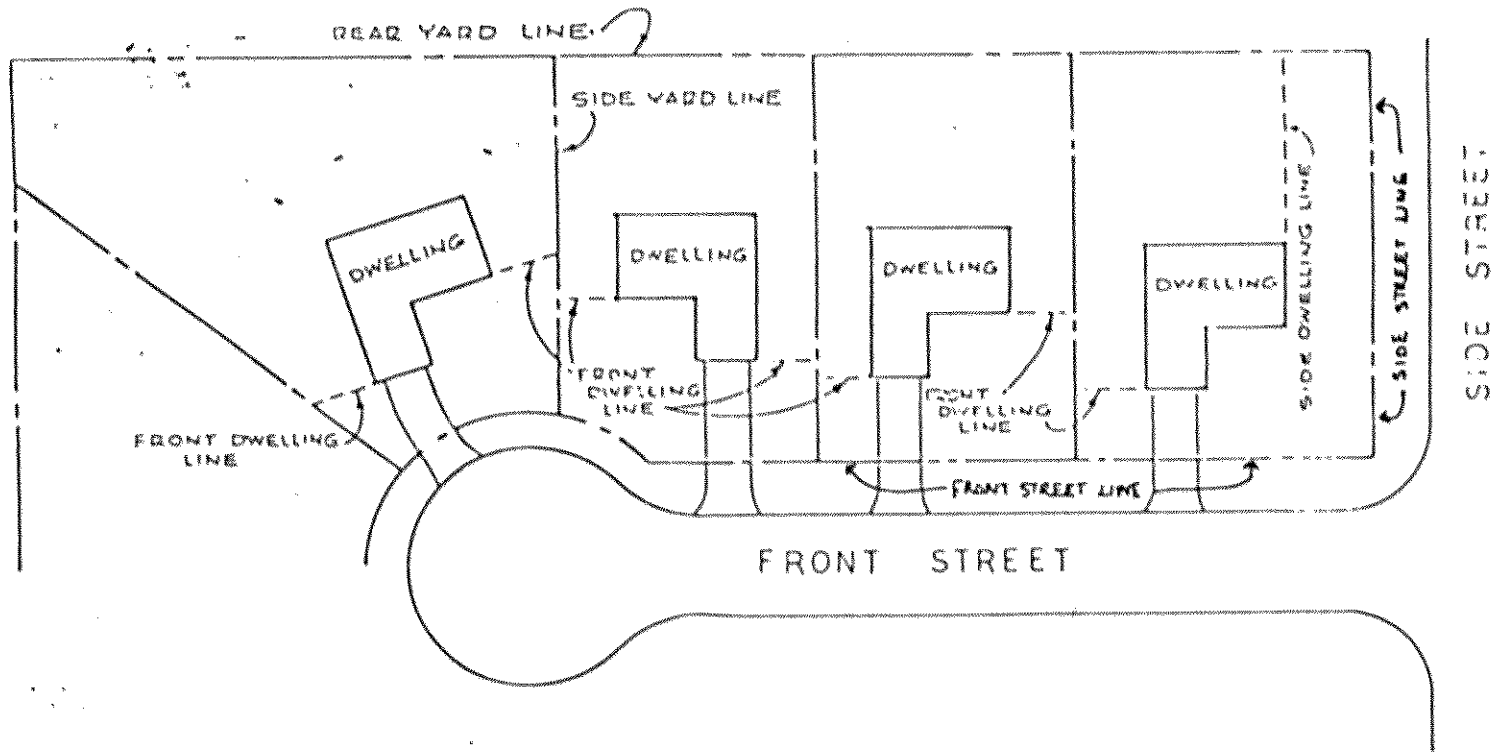 REAR YARD LINE.
SIDE YARD LINE
DWELLING
DWELLING
DWELLING
DWELLING
SIDE DWELLING LINE
SIDE STREET LINE
SIDE STREET
FRONT
DWELLING
LINE
FRONT
DWELLING
LINE
FRONT DWELLING
LINE
FRONT STREET LINE
FRONT STREET